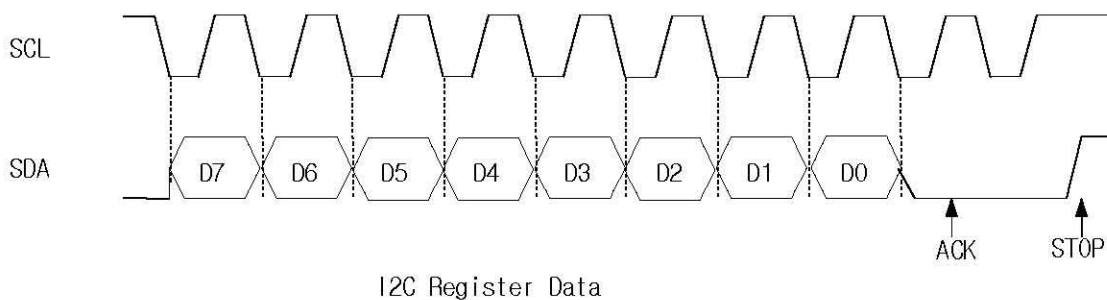 SCL
SDA
D7 D6 D5 D4 D3 D2 D1 D0
ACK STOP
I2C Register Data